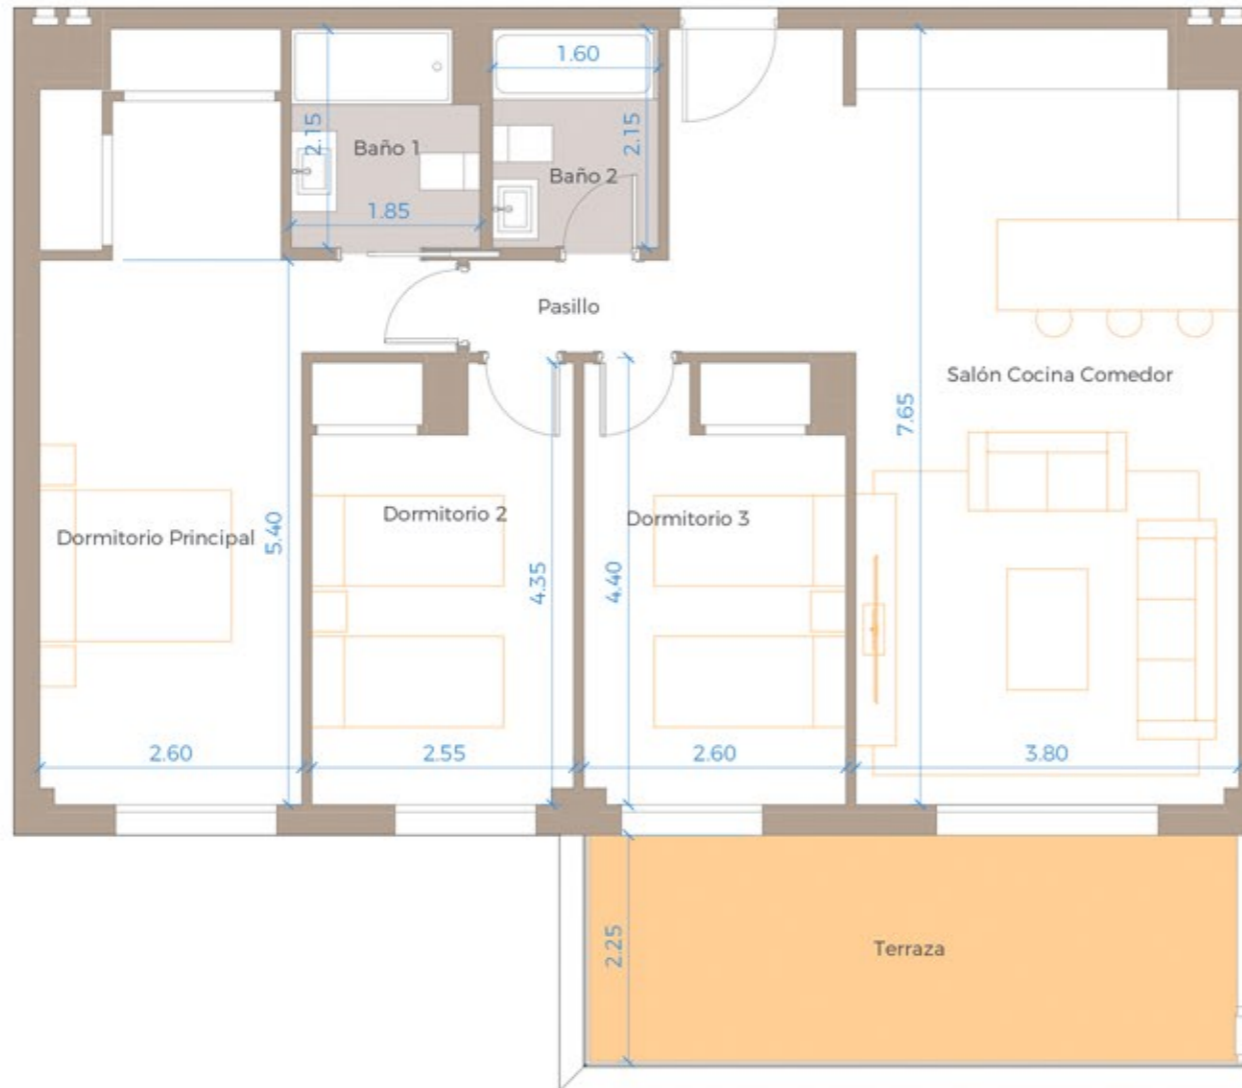 1.60
2.15
Baño 1
2.15
Baño 2
1.85
Pasillo
Salón Cocina Comedor
7.65
Dormitorio Principal
5.40
Dormitorio 2
4.35
Dormitorio 3
4.40
2.60
2.55
2.60
3.80
2.25
Terraza